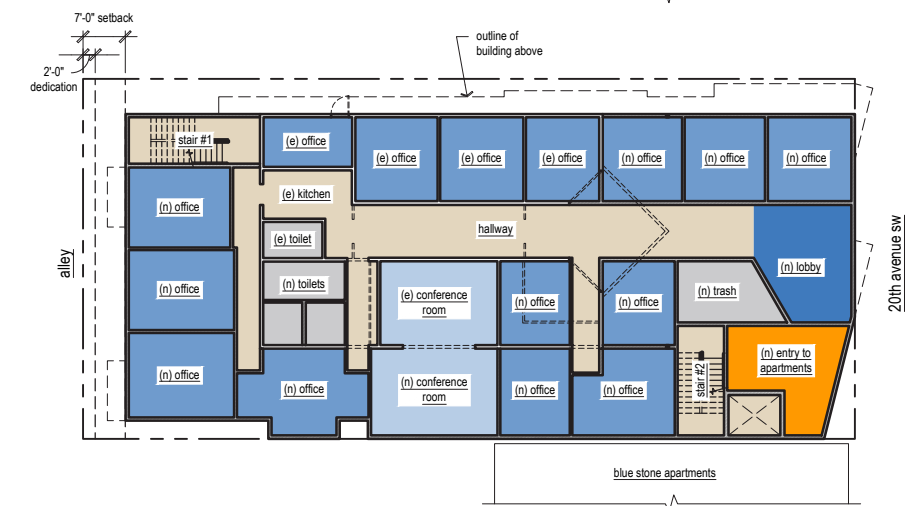 7'-0" setback
2'-0"
dedication
outline of
building above
stair #1
(e) office
(e) office
(e) office
(e) office
(n) office
(n) office
(n) office
(e) kitchen
(n) office
hallway
(e) toilet
(n) lobby
alley
20th avenue sw
(n) toilets
(n) office
(e) conference
room
(n) office
(n) office
(n) trash
(n) office
(n) office
(n) conference
room
(n) office
(n) office
stair #2
(n) entry to
apartments
blue stone apartments